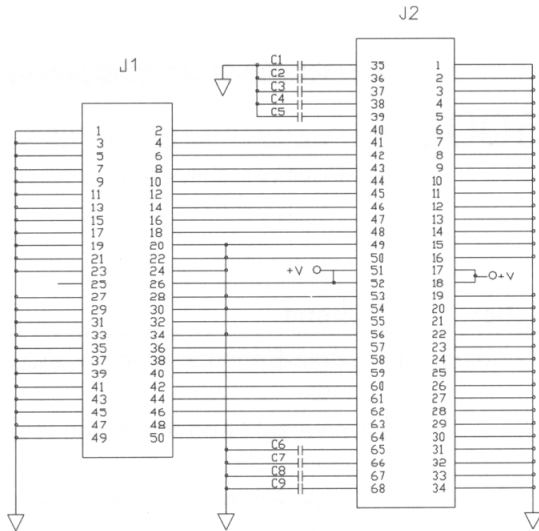 J2
J1
C1 35 1
C2 36 2
C3 37 3
C4 38 4
C5 39 5
1 2 40 6
3 4 41 7
5 6 42 8
7 8 43 9
9 10 44 10
11 12 45 11
13 14 46 12
15 16 47 13
17 18 48 14
19 20 49 15
21 22 50 16
23 24 +V 51 17 +V
25 26 52 18
27 28 53 19
29 30 54 20
31 32 55 21
33 34 56 22
35 36 57 23
37 38 58 24
39 40 59 25
41 42 60 26
43 44 61 27
45 46 62 28
47 48 63 29
49 50 64 30
C6 65 31
C7 66 32
C8 67 33
C9 68 34